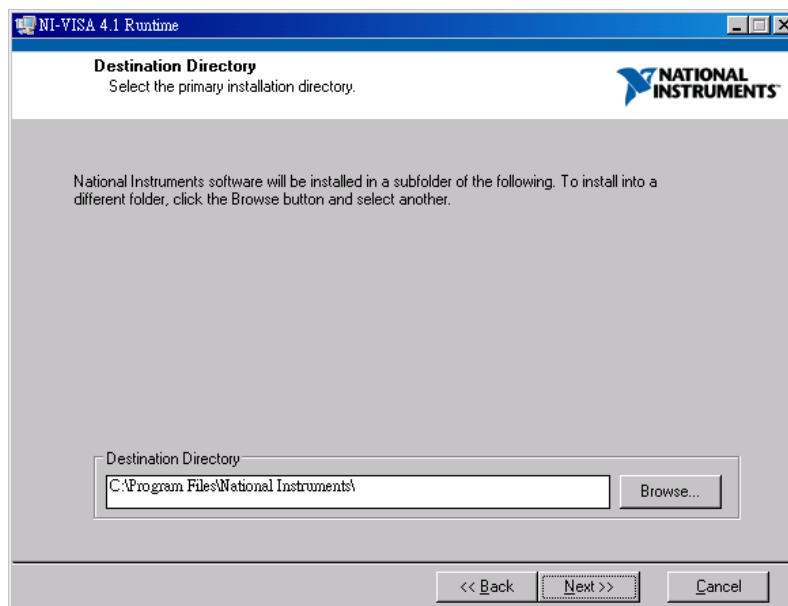 NI-VISA 4.1 Runtime
Destination Directory
Select the primary installation directory.
NATIONAL
INSTRUMENTS™
National Instruments software will be installed in a subfolder of the following. To install into a
different folder, click the Browse button and select another.
Destination Directory
C:\Program Files\National Instruments\
Browse...
<< Back
Next >>
Cancel